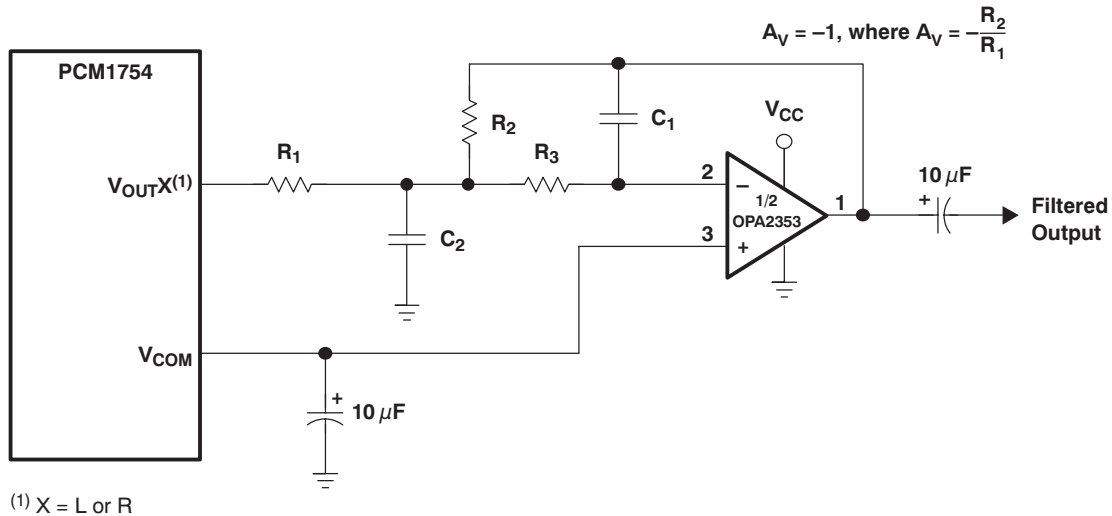 A_V = –1, where A_V = –R_2/R_1
PCM1754
V_CC
R_2
C_1
R_1
R_3
V_OUTX(1)
2
–
1/2
OPA2353
1
10 µF
+
Filtered
Output
C_2
3
+
V_COM
+
10 µF
(1) X = L or R